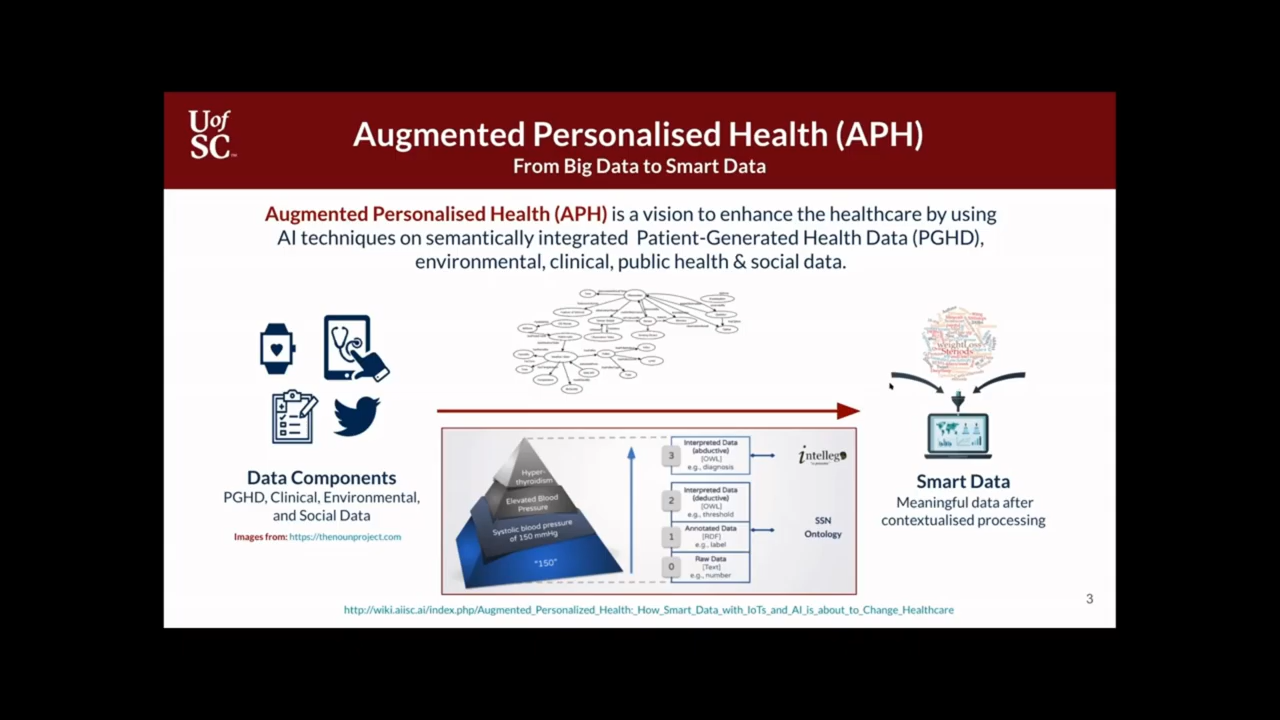 Uof
SC
Augmented Personalised Health (APH)
From Big Data to Smart Data
Augmented Personalised Health (APH) is a vision to enhance the healthcare by using
AI techniques on semantically integrated Patient-Generated Health Data (PGHD),
environmental, clinical, public health & social data.
weightLoss
Steriods
Data Components
PGHD, Clinical, Environmental,
and Social Data
Images from: https://thenounproject.com
Hyper-
thyroidism
Elevated Blood
Pressure
Systolic blood pressure
of 150 mmHg
"150"
3
Interpreted Data
(abductive)
[OWL]
e.g., diagnosis
2
Interpreted Data
(deductive)
[OWL]
e.g., threshold
1
Annotated Data
[RDF]
e.g., label
0
Raw Data
[Text]
e.g., number
intellego
SSN
Ontology
Smart Data
Meaningful data after
contextualised processing
http://wiki.aiisc.ai/index.php/Augmented_Personalized_Health:_How_Smart_Data_with_IoTs_and_AI_is_about_to_Change_Healthcare
3